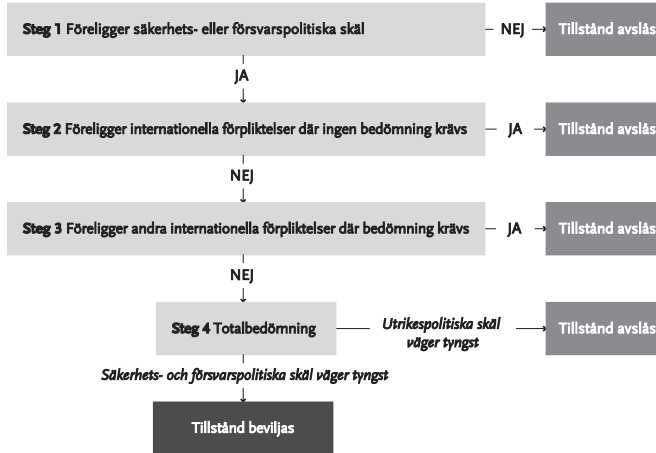 Steg 1 Föreligger säkerhets- eller försvarspolitiska skäl
NEJ
Tillstånd avslås
JA
Steg 2 Föreligger internationella förpliktelser där ingen bedömning krävs
JA
Tillstånd avslås
NEJ
Steg 3 Föreligger andra internationella förpliktelser där bedömning krävs
JA
Tillstånd avslås
NEJ
Steg 4 Totalbedömning
Utrikespolitiska skäl
väger tyngst
Tillstånd avslås
Säkerhets- och försvarspolitiska skäl väger tyngst
Tillstånd beviljas